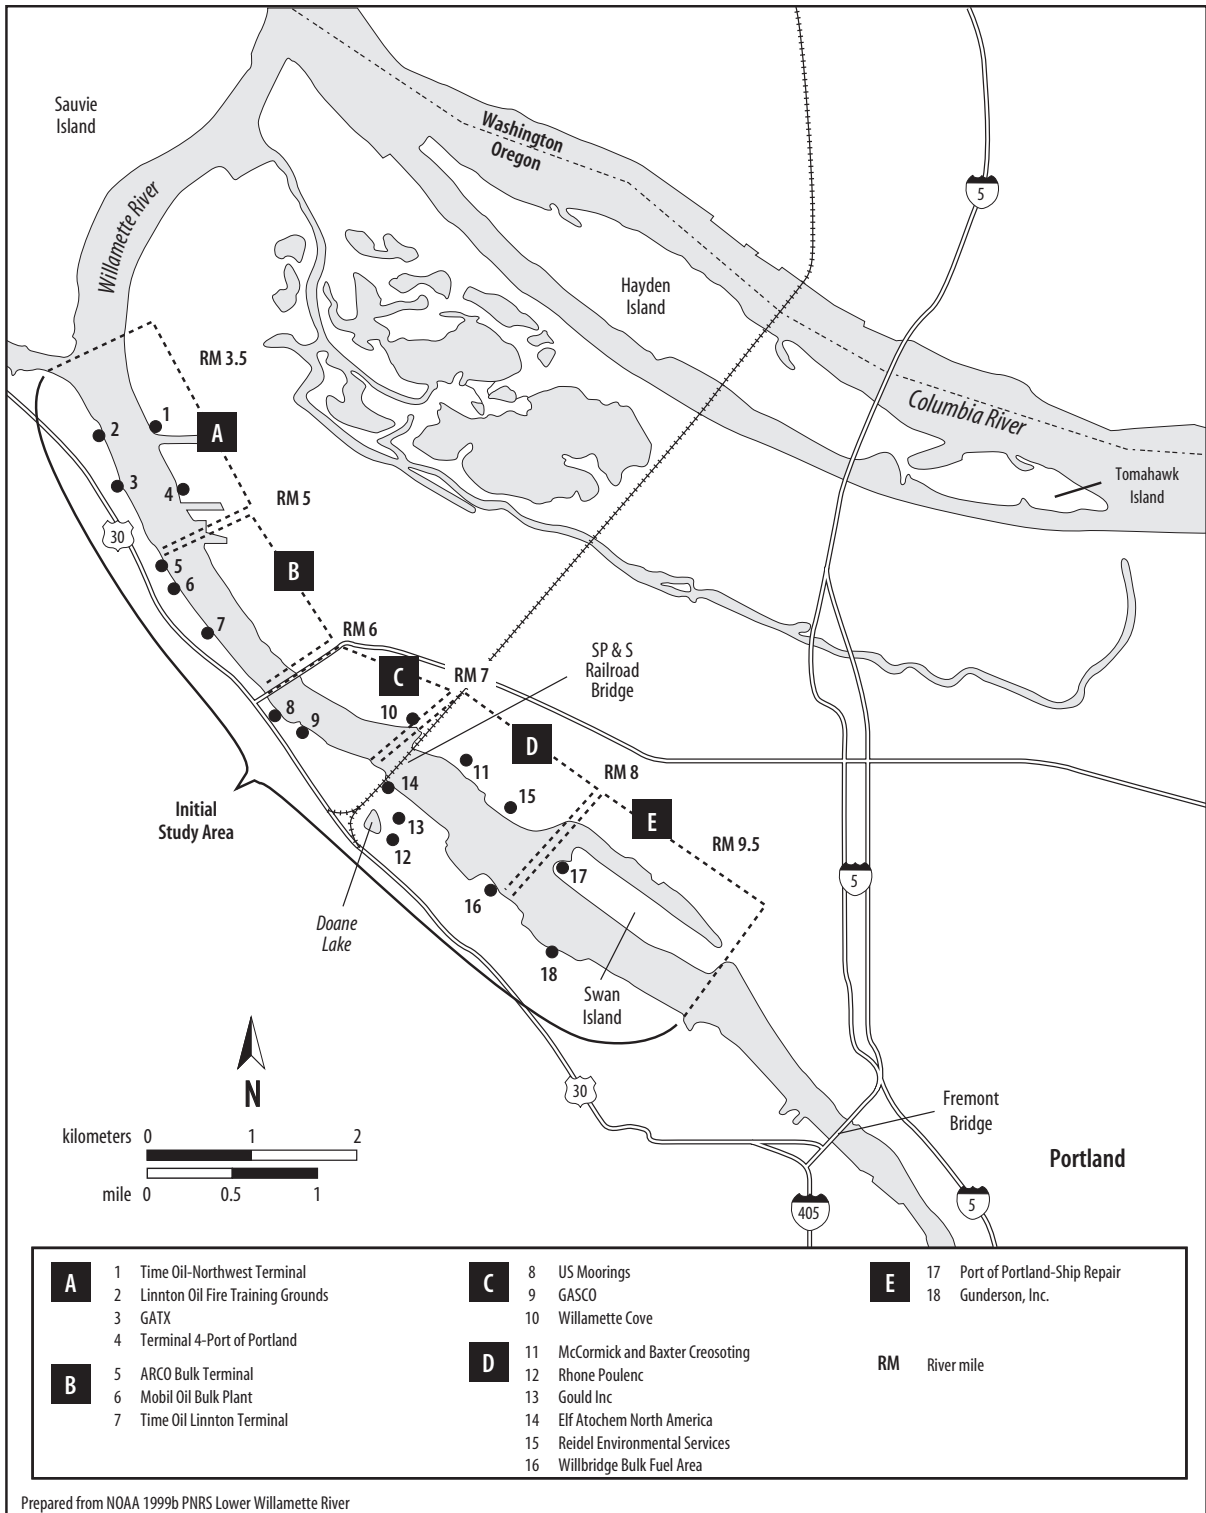 Sauvie
Island
Washington
Oregon
5
Willamette River
Hayden
Island
RM 3.5
Columbia River
1
2
A
3
4
RM 5
Tomahawk
Island
30
5
B
6
7
RM 6
SP & S
Railroad
Bridge
C
RM 7
8
9
10
D
11
RM 8
14
15
Initial
Study Area
13
E
12
RM 9.5
17
5
16
Doane
Lake
18
Swan
Island
N
30
Fremont
Bridge
kilometers 0 1 2
Portland
mile 0 0.5 1
405
5
A
1 Time Oil-Northwest Terminal
2 Linnton Oil Fire Training Grounds
3 GATX
4 Terminal 4-Port of Portland
B
5 ARCO Bulk Terminal
6 Mobil Oil Bulk Plant
7 Time Oil Linnton Terminal
C
8 US Moorings
9 GASCO
10 Willamette Cove
D
11 McCormick and Baxter Creosoting
12 Rhone Poulenc
13 Gould Inc
14 Elf Atochem North America
15 Reidel Environmental Services
16 Willbridge Bulk Fuel Area
E
17 Port of Portland-Ship Repair
18 Gunderson, Inc.
RM River mile
Prepared from NOAA 1999b PNRS Lower Willamette River